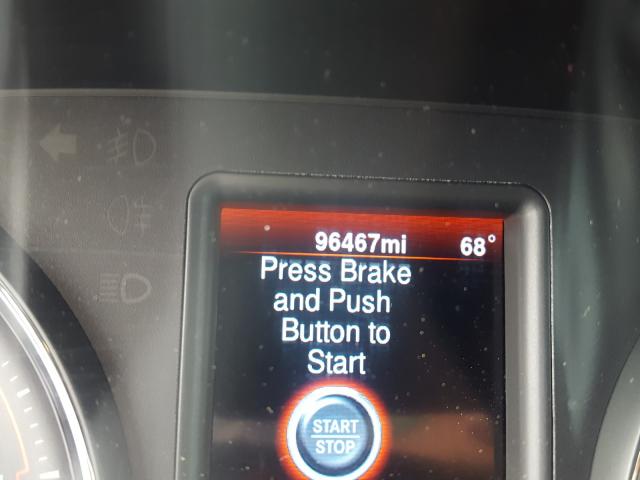 96467mi 68°
Press Brake
and Push
Button to
Start
START
STOP